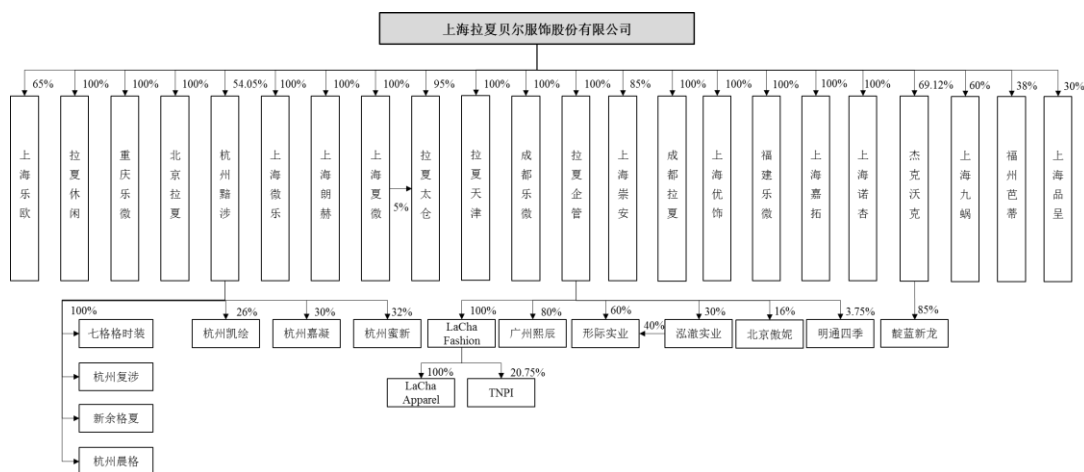 上海拉夏贝尔服饰股份有限公司
65% 100% 100% 100% 54.05% 100% 100% 100% 95% 100% 100% 100% 85% 100% 100% 100% 100% 100% 69.12% 60% 38% 30%
上海乐欧
拉夏休闲
重庆乐微
北京拉夏
杭州黯涉
上海微乐
上海朗赫
上海夏微
5%
拉夏太仓
拉夏天津
成都乐微
拉夏企管
上海崇安
成都拉夏
上海优饰
福建乐微
上海嘉拓
上海诺杏
杰克沃克
上海九蜗
福州芭蒂
上海品呈
100% 26% 30% 32% 100% 80% 60% 30% 16% 3.75% 85%
七格格时装
杭州凯绘
杭州嘉凝
杭州蜜新
LaCha
Fashion
广州熙辰
形际实业
40%
泓澈实业
北京傲妮
明通四季
靛蓝新龙
杭州复涉
100% 20.75%
LaCha
Apparel
TNPI
新余格夏
杭州晨格